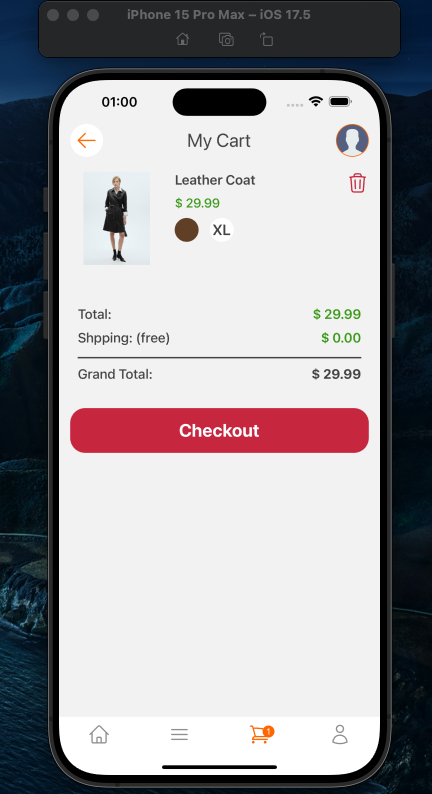 iPhone 15 Pro Max – iOS 17.5
01:00
My Cart
Leather Coat
$ 29.99
XL
Total: $ 29.99
Shpping: (free) $ 0.00
Grand Total: $ 29.99
Checkout
1